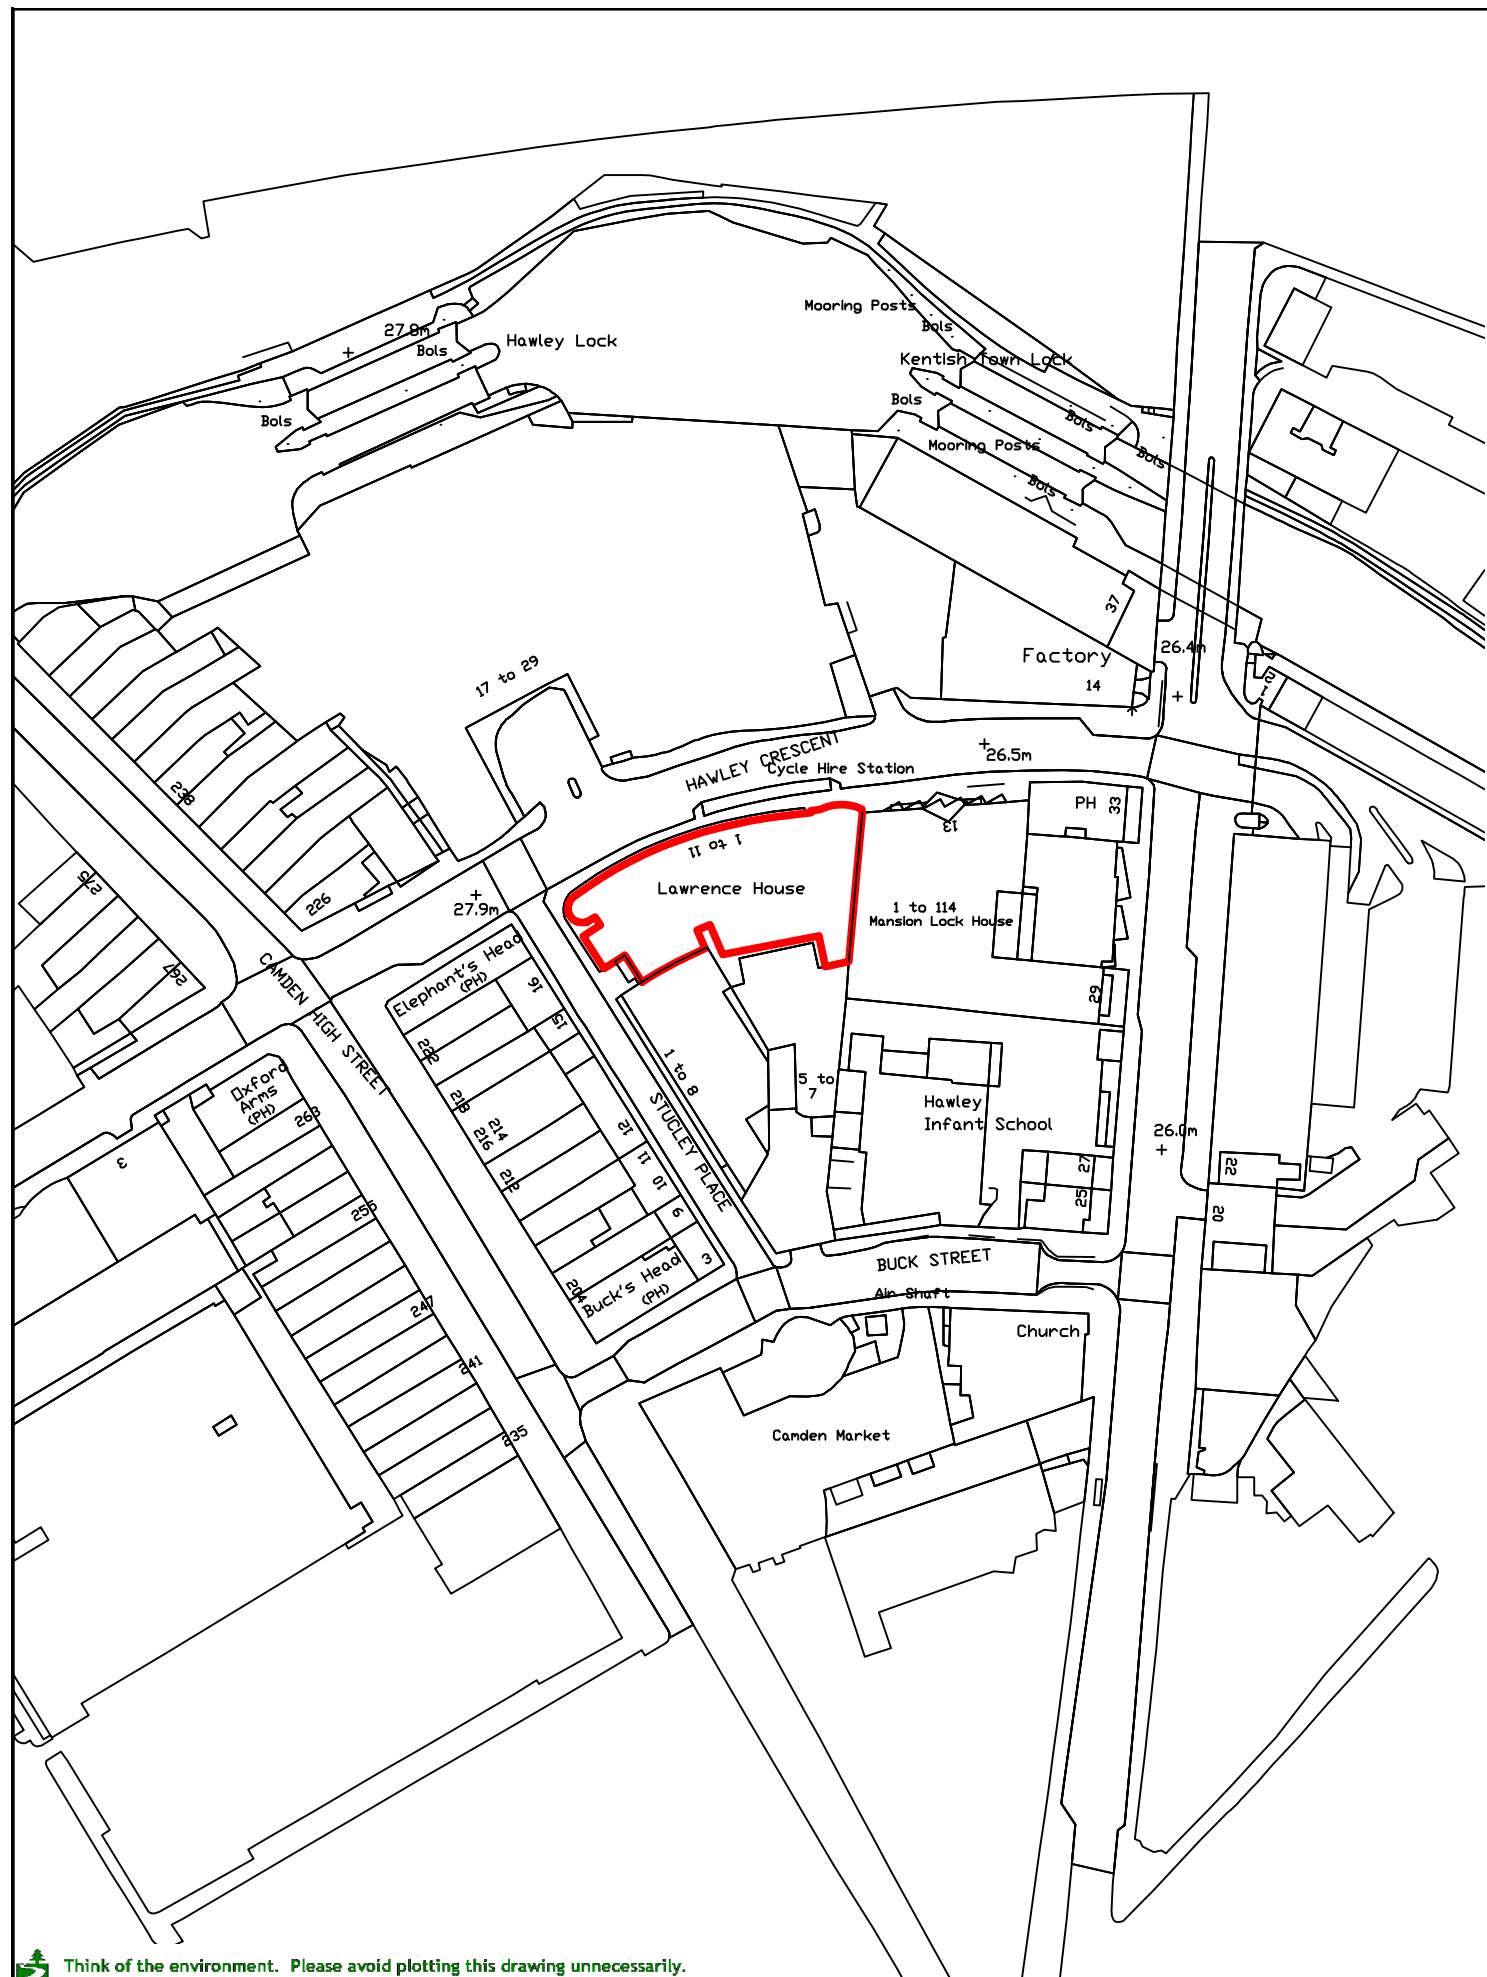 Mooring Posts
27.8m
Bols
Hawley Lock
Bols
Kentish Town Lock
Bols
Bols
Bols
Mooring Posts
Bols
Bols
37
Factory
26.4m
17 to 29
14
21
HAWLEY CRESCENT
26.5m
Cycle Hire Station
238
PH
33
13
1 to 11
Lawrence House
275
226
27.9m
1 to 114
Mansion Lock House
Elephant's Head
(PH)
267
CAMDEN HIGH STREET
16
15
29
222
1 to 8
5 to
7
Oxford
Arms
(PH)
263
218
214
216
STUCLEY PLACE
Hawley
Infant School
26.0m
12
11
10
9
3
212
27
25
22
20
3
255
BUCK STREET
Air Shaft
204
Buck's Head
(PH)
3
247
Church
241
Camden Market
235
Think of the environment. Please avoid plotting this drawing unnecessarily.